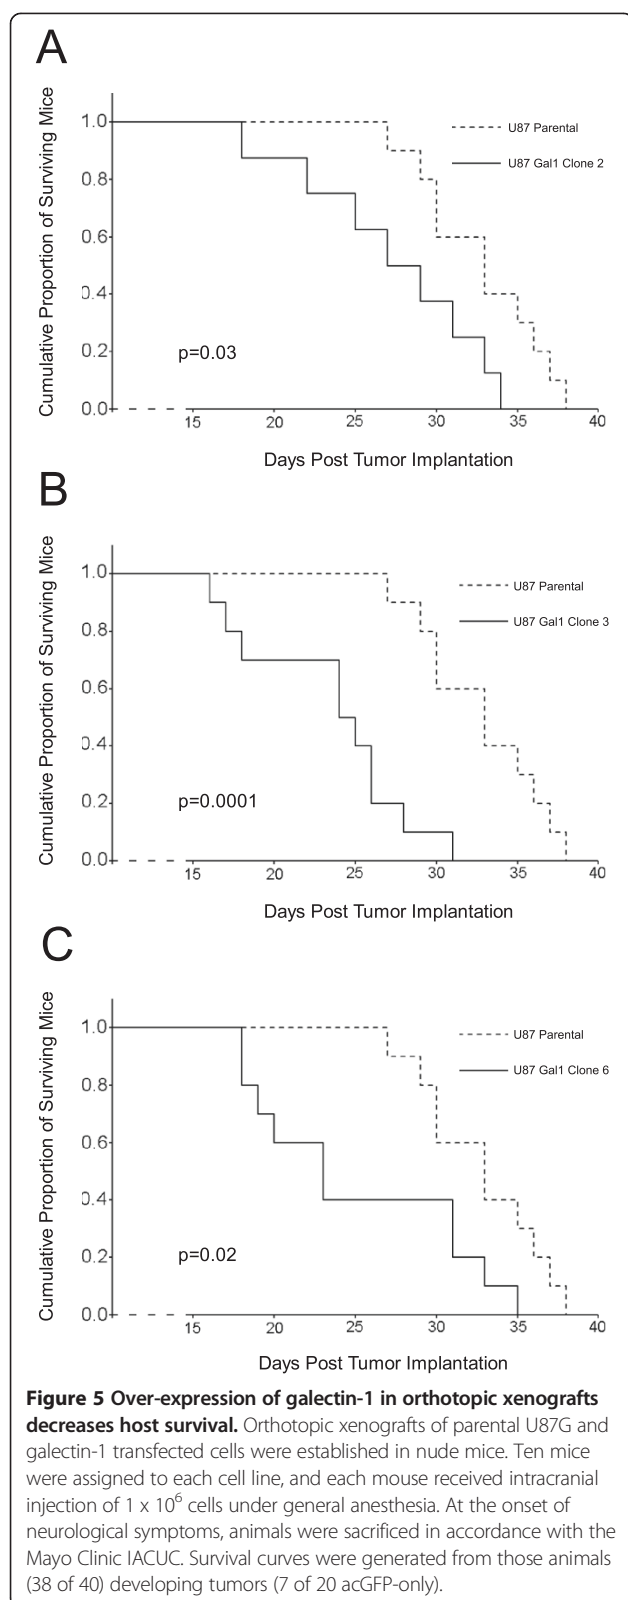 A
Cumulative Proportion of Surviving Mice
1.0
0.8
0.6
0.4
0.2
0.0
U87 Parental
U87 Gal1 Clone 2
p=0.03
15 20 25 30 35 40
Days Post Tumor Implantation
B
Cumulative Proportion of Surviving Mice
1.0
0.8
0.6
0.4
0.2
0.0
U87 Parental
U87 Gal1 Clone 3
p=0.0001
15 20 25 30 35 40
Days Post Tumor Implantation
C
Cumulative Proportion of Surviving Mice
1.0
0.8
0.6
0.4
0.2
0.0
U87 Parental
U87 Gal1 Clone 6
p=0.02
15 20 25 30 35 40
Days Post Tumor Implantation
Figure 5 Over-expression of galectin-1 in orthotopic xenografts
decreases host survival. Orthotopic xenografts of parental U87G and
galectin-1 transfected cells were established in nude mice. Ten mice
were assigned to each cell line, and each mouse received intracranial
injection of 1 x 10⁶ cells under general anesthesia. At the onset of
neurological symptoms, animals were sacrificed in accordance with the
Mayo Clinic IACUC. Survival curves were generated from those animals
(38 of 40) developing tumors (7 of 20 acGFP-only).